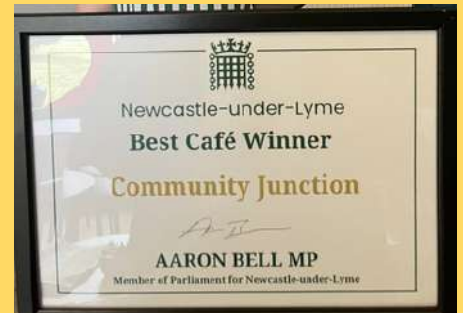 Newcastle-under-Lyme
Best Café Winner
Community Junction
AARON BELL MP
Member of Parliament for Newcastle-under-Lyme